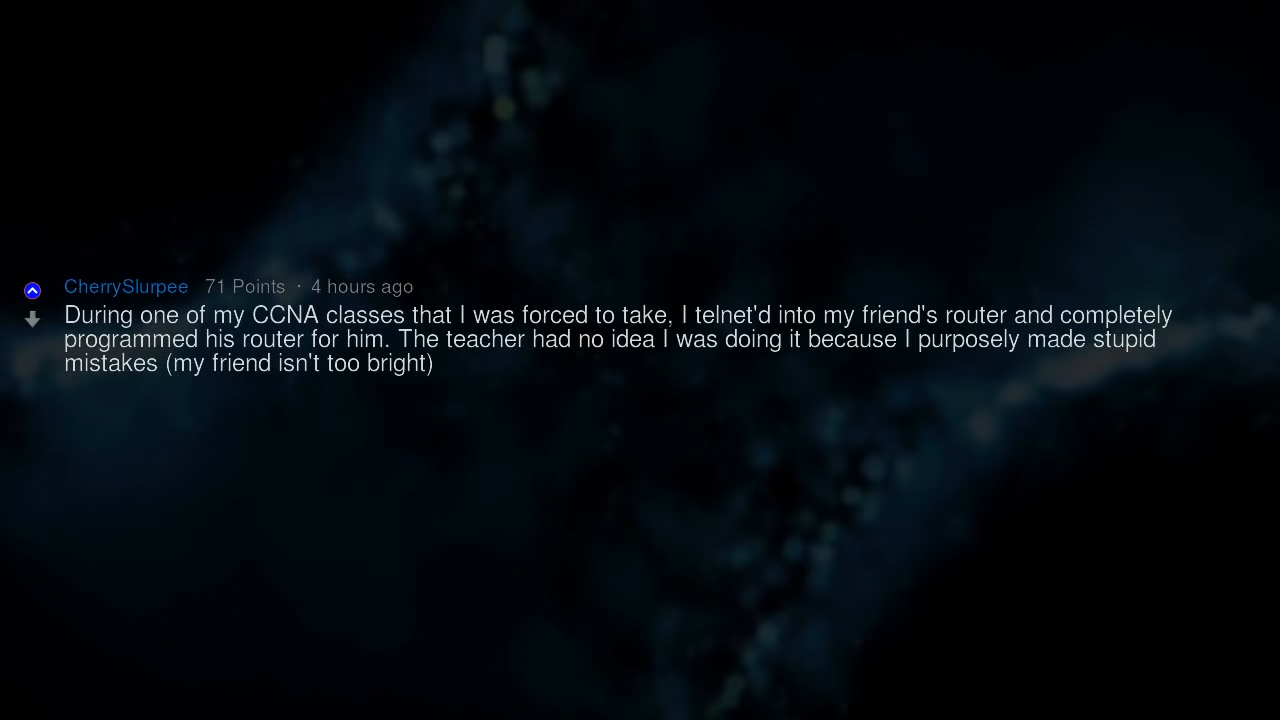 CherrySlurpee 71 Points · 4 hours ago
During one of my CCNA classes that I was forced to take, I telnet'd into my friend's router and completely
programmed his router for him. The teacher had no idea I was doing it because I purposely made stupid
mistakes (my friend isn't too bright)